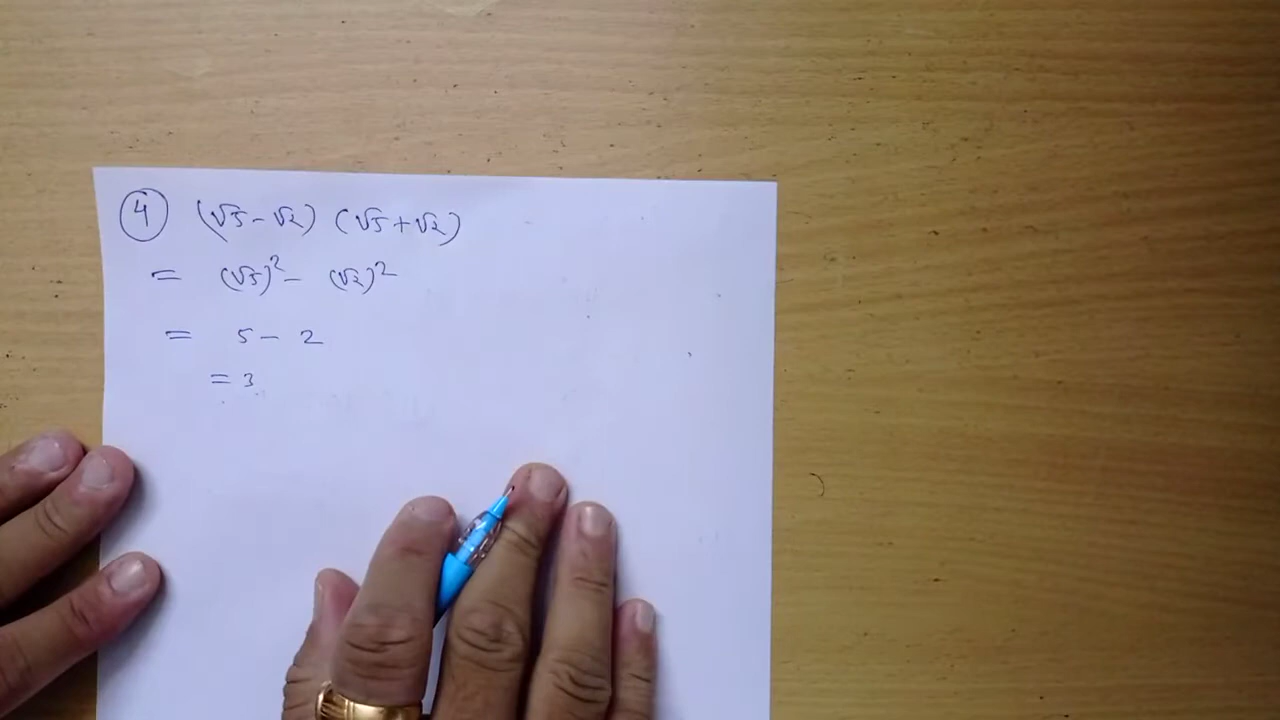 ④ (√5-√2) (√5+√2)
= (√5)² - (√2)²
= 5 - 2
= 3